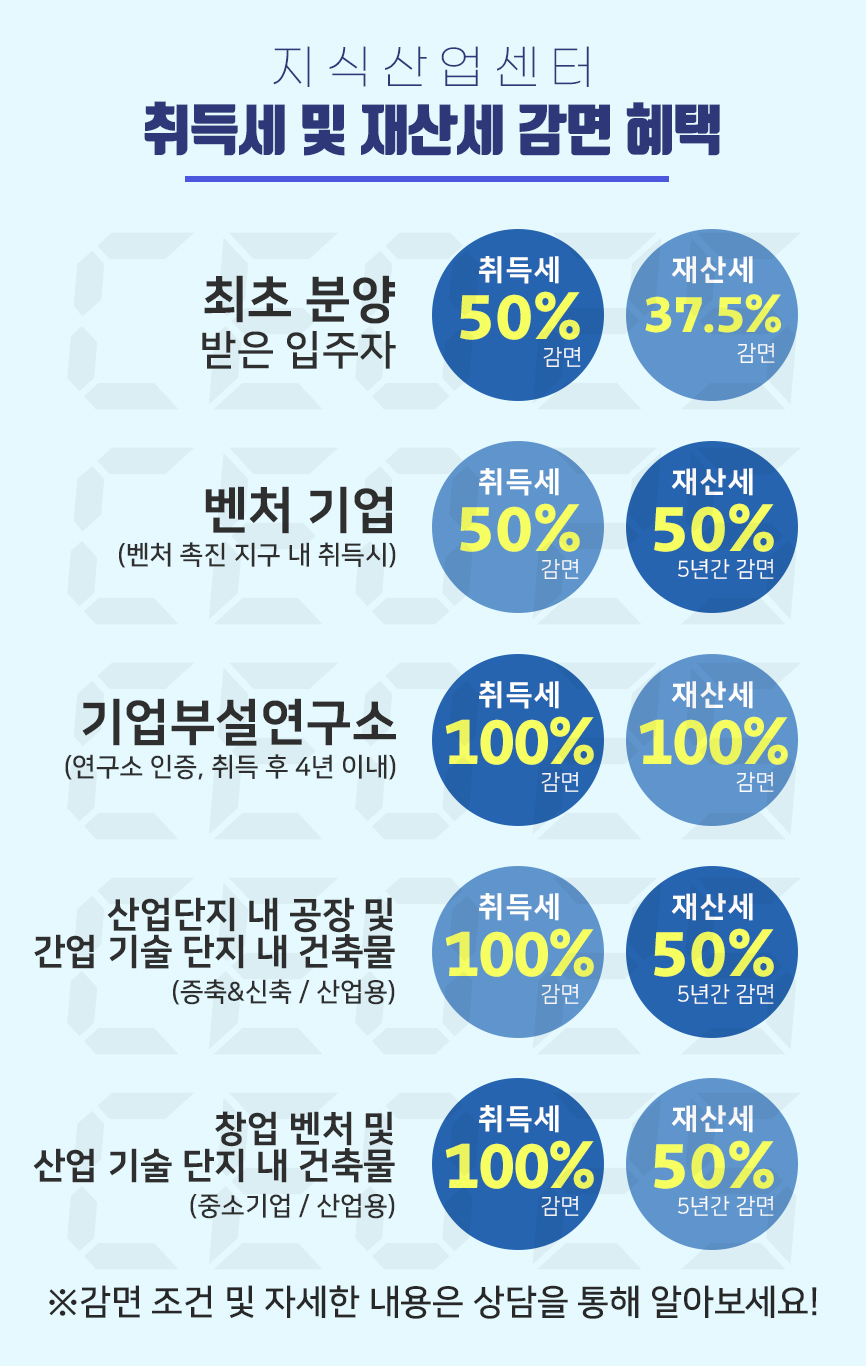 지식산업센터
취득세 및 재산세 감면 혜택
최초 분양
받은 입주자
취득세
50%
감면
재산세
37.5%
감면
벤처 기업
(벤처 촉진 지구 내 취득시)
취득세
50%
감면
재산세
50%
5년간 감면
기업부설연구소
(연구소 인증, 취득 후 4년 이내)
취득세
100%
감면
재산세
100%
감면
산업단지 내 공장 및
간업 기술 단지 내 건축물
(증축&신축 / 산업용)
취득세
100%
감면
재산세
50%
5년간 감면
창업 벤처 및
산업 기술 단지 내 건축물
(중소기업 / 산업용)
취득세
100%
감면
재산세
50%
5년간 감면
※감면 조건 및 자세한 내용은 상담을 통해 알아보세요!